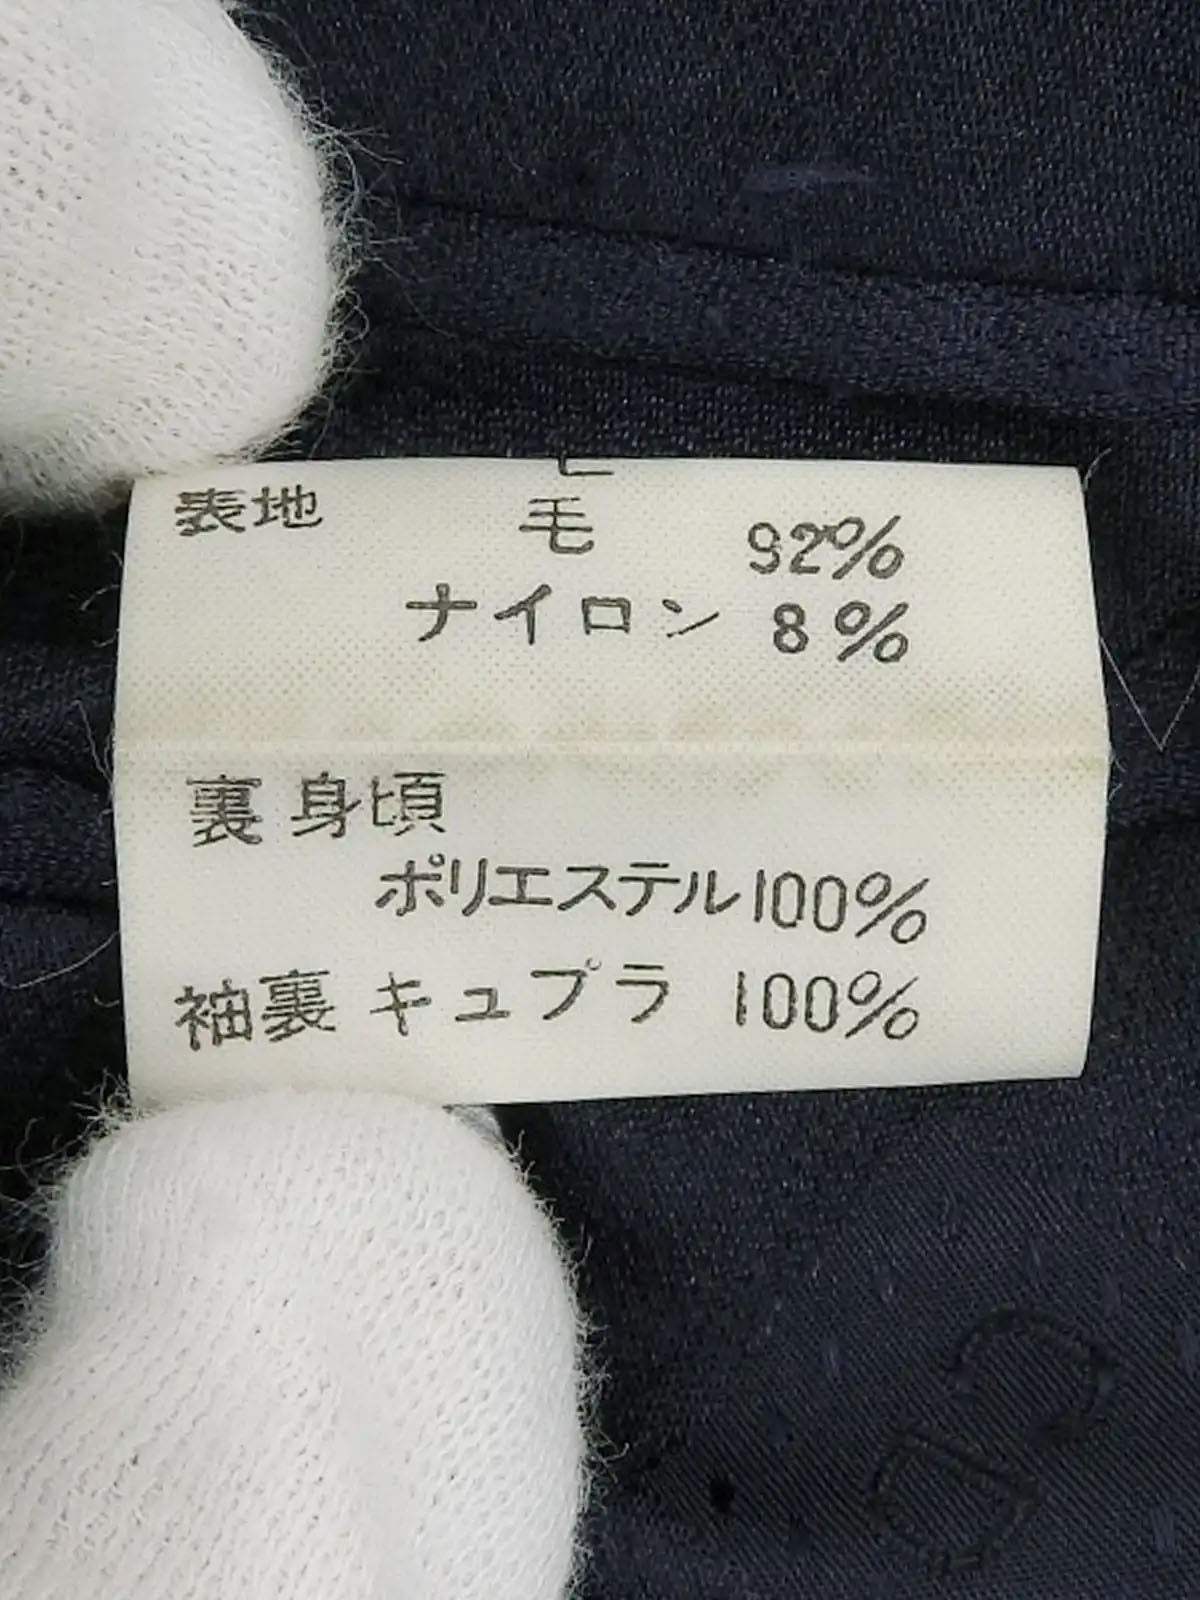 表地 毛 92%
ナイロン 8%
裏身頃
ポリエステル100%
袖裏 キュプラ 100%